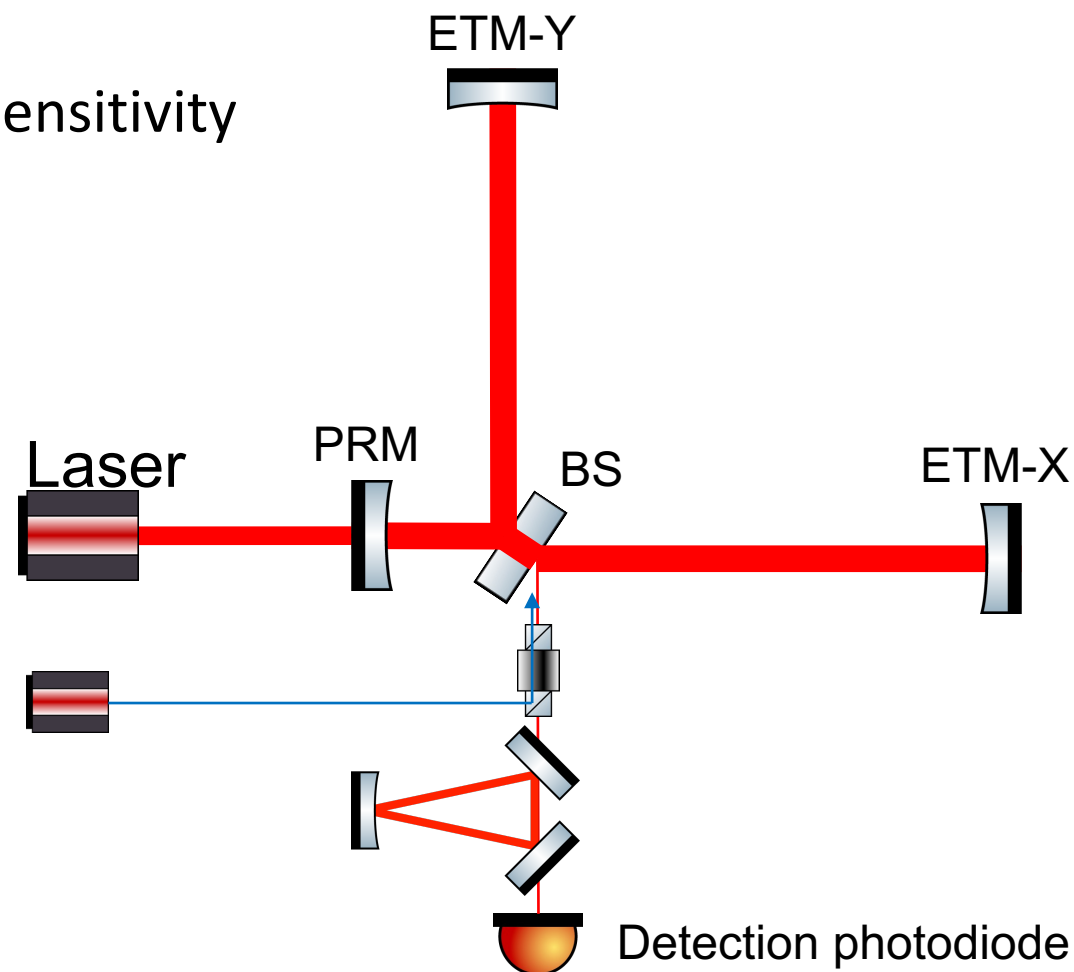 ETM-Y
ensitivity
PRM
Laser
BS
ETM-X
Detection photodiode